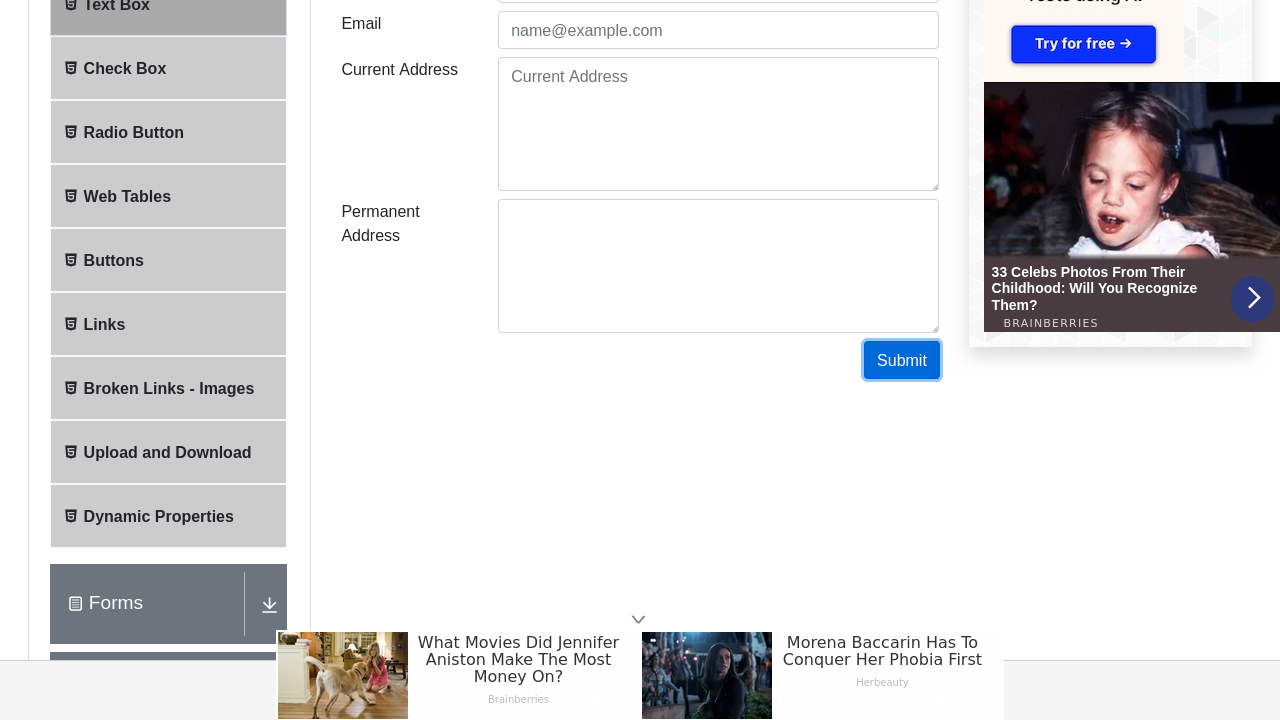 Text Box
Email
name@example.com
Try for free →
Check Box
Current Address
Current Address
Radio Button
Web Tables
Permanent
Address
Buttons
33 Celebs Photos From Their
Childhood: Will You Recognize
Them?
BRAINBERRIES
Links
Submit
Broken Links - Images
Upload and Download
Dynamic Properties
Forms
What Movies Did Jennifer
Aniston Make The Most
Money On?
Brainberries
Morena Baccarin Has To
Conquer Her Phobia First
Herbeauty